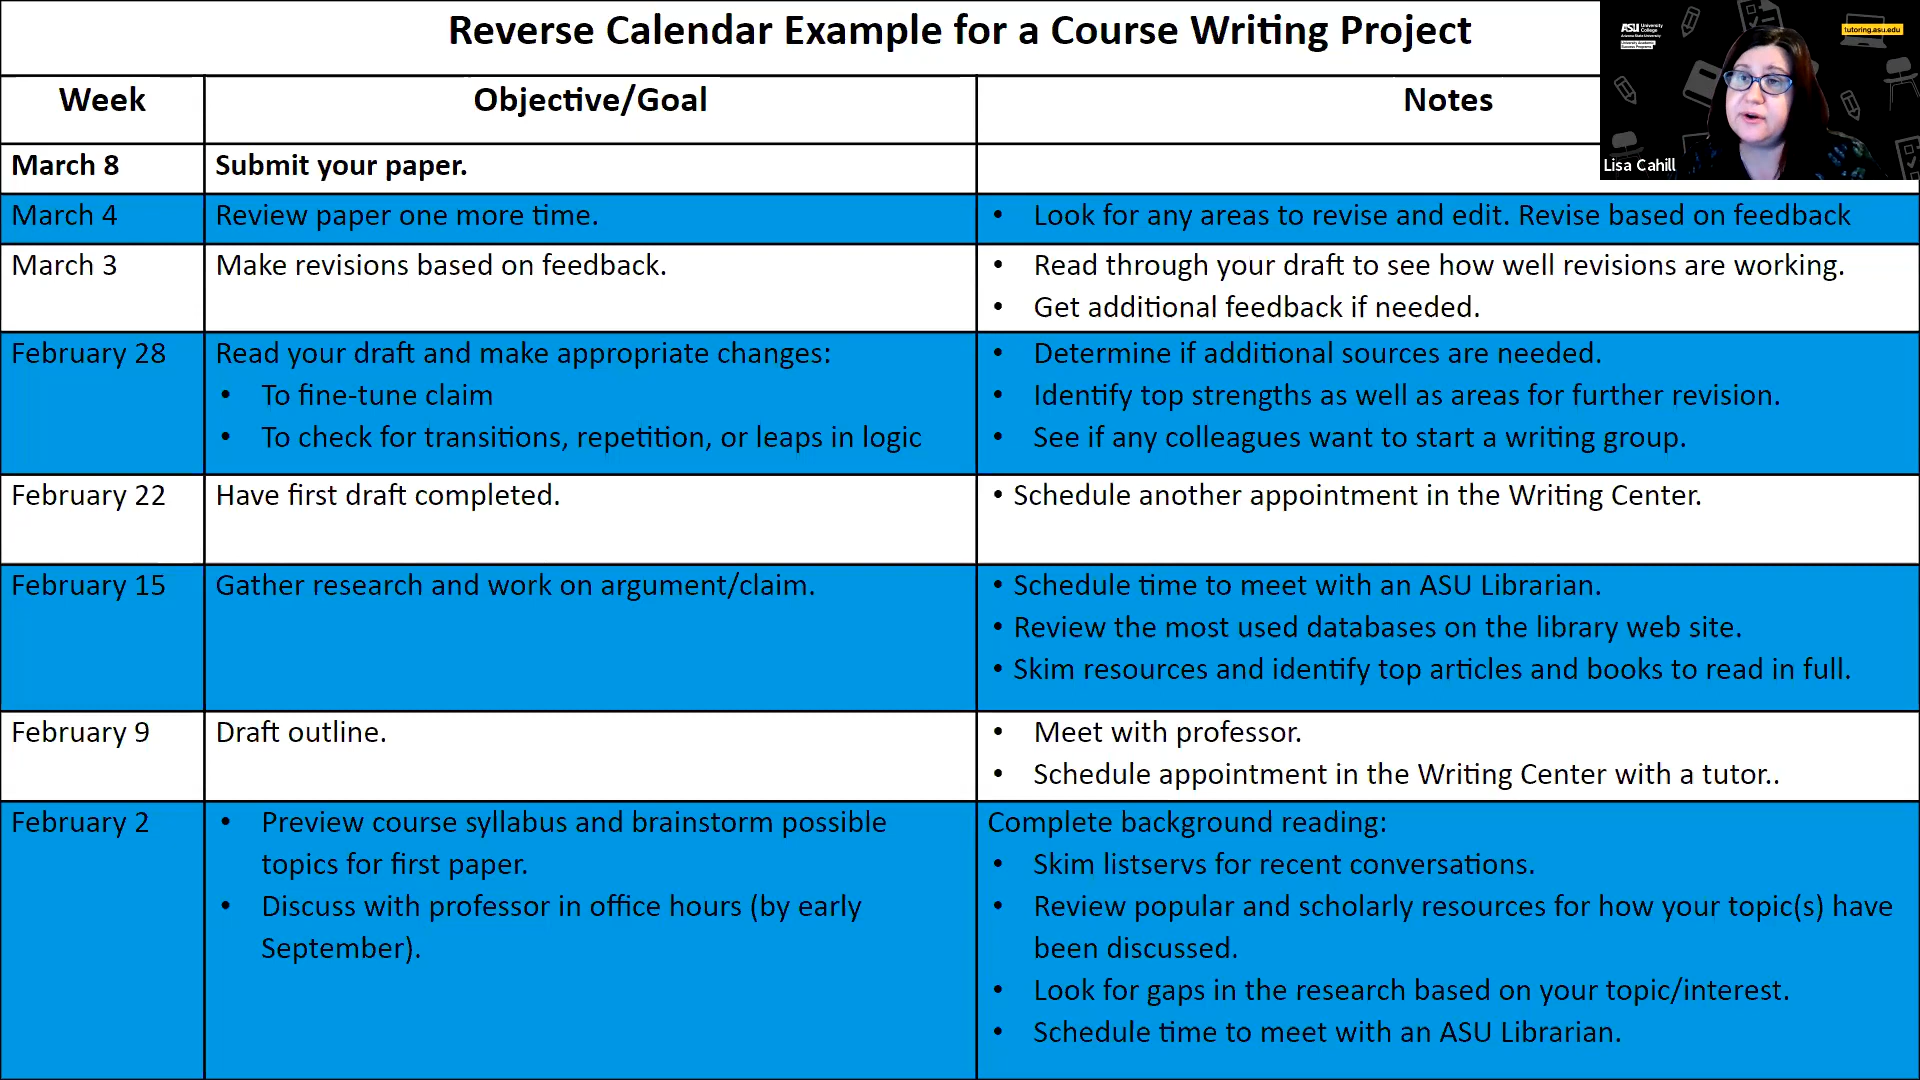 Reverse Calendar Example for a Course Writing Project
ASU University College
Arizona State University
University Academic
Success Programs
tutoring.asu.edu
Lisa Cahill
Week
Objective/Goal
Notes
March 8
Submit your paper.
March 4
Review paper one more time.
• Look for any areas to revise and edit. Revise based on feedback
March 3
Make revisions based on feedback.
• Read through your draft to see how well revisions are working.
• Get additional feedback if needed.
February 28
Read your draft and make appropriate changes:
• To fine-tune claim
• To check for transitions, repetition, or leaps in logic
• Determine if additional sources are needed.
• Identify top strengths as well as areas for further revision.
• See if any colleagues want to start a writing group.
February 22
Have first draft completed.
• Schedule another appointment in the Writing Center.
February 15
Gather research and work on argument/claim.
• Schedule time to meet with an ASU Librarian.
• Review the most used databases on the library web site.
• Skim resources and identify top articles and books to read in full.
February 9
Draft outline.
• Meet with professor.
• Schedule appointment in the Writing Center with a tutor..
February 2
• Preview course syllabus and brainstorm possible
topics for first paper.
• Discuss with professor in office hours (by early
September).
Complete background reading:
• Skim listservs for recent conversations.
• Review popular and scholarly resources for how your topic(s) have
been discussed.
• Look for gaps in the research based on your topic/interest.
• Schedule time to meet with an ASU Librarian.